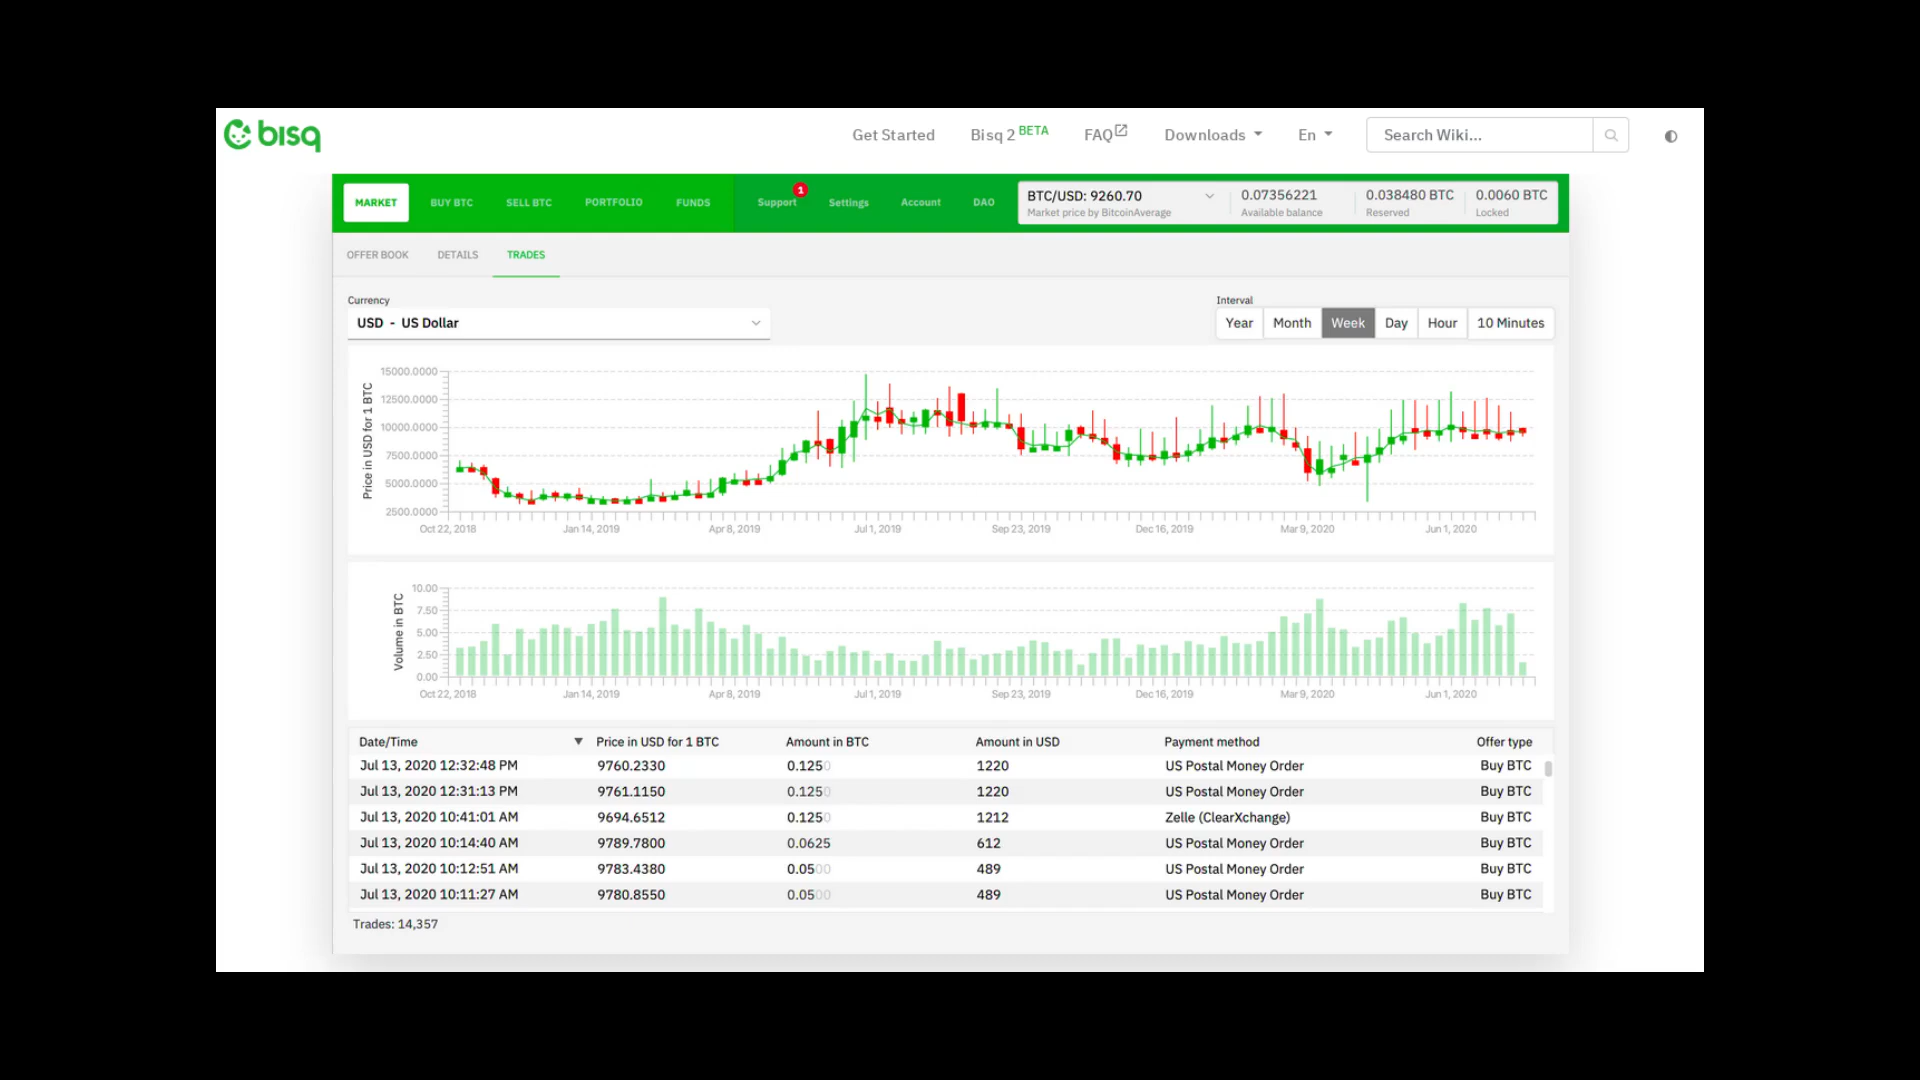 bisq
Get Started Bisq 2 BETA FAQ Downloads En Search Wiki...
MARKET BUY BTC SELL BTC PORTFOLIO FUNDS Support 1 Settings Account DAO
BTC/USD: 9260.70 0.07356221 0.038480 BTC 0.0060 BTC
Market price by BitcoinAverage Available balance Reserved Locked
OFFER BOOK DETAILS TRADES
Currency Interval
USD - US Dollar Year Month Week Day Hour 10 Minutes
Price in USD for 1 BTC
15000.0000
12500.0000
10000.0000
7500.0000
5000.0000
2500.0000
Oct 22, 2018 Jan 14, 2019 Apr 8, 2019 Jul 1, 2019 Sep 23, 2019 Dec 16, 2019 Mar 9, 2020 Jun 1, 2020
Volume in BTC
10.00
7.50
5.00
2.50
0.00
Oct 22, 2018 Jan 14, 2019 Apr 8, 2019 Jul 1, 2019 Sep 23, 2019 Dec 16, 2019 Mar 9, 2020 Jun 1, 2020
Date/Time Price in USD for 1 BTC Amount in BTC Amount in USD Payment method Offer type
Jul 13, 2020 12:32:48 PM 9760.2330 0.1250 1220 US Postal Money Order Buy BTC
Jul 13, 2020 12:31:13 PM 9761.1150 0.1250 1220 US Postal Money Order Buy BTC
Jul 13, 2020 10:41:01 AM 9694.6512 0.1250 1212 Zelle (ClearXchange) Buy BTC
Jul 13, 2020 10:14:40 AM 9789.7800 0.0625 612 US Postal Money Order Buy BTC
Jul 13, 2020 10:12:51 AM 9783.4380 0.0500 489 US Postal Money Order Buy BTC
Jul 13, 2020 10:11:27 AM 9780.8550 0.0500 489 US Postal Money Order Buy BTC
Trades: 14,357